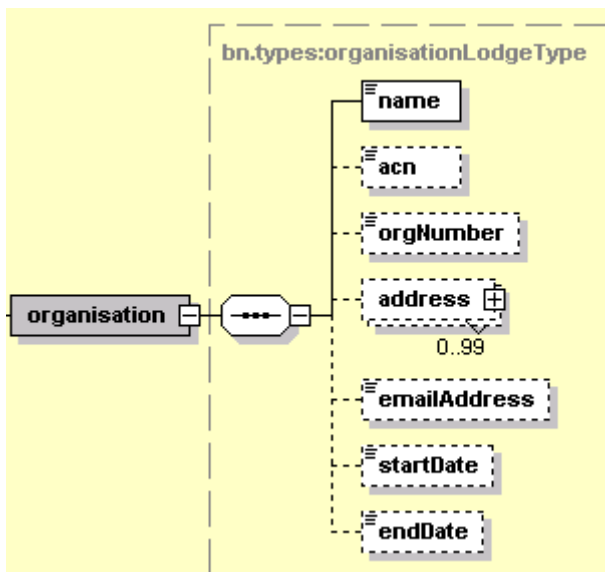 bn.types:organisationLodgeType
name
acn
orgNumber
organisation
address
0..99
emailAddress
startDate
endDate